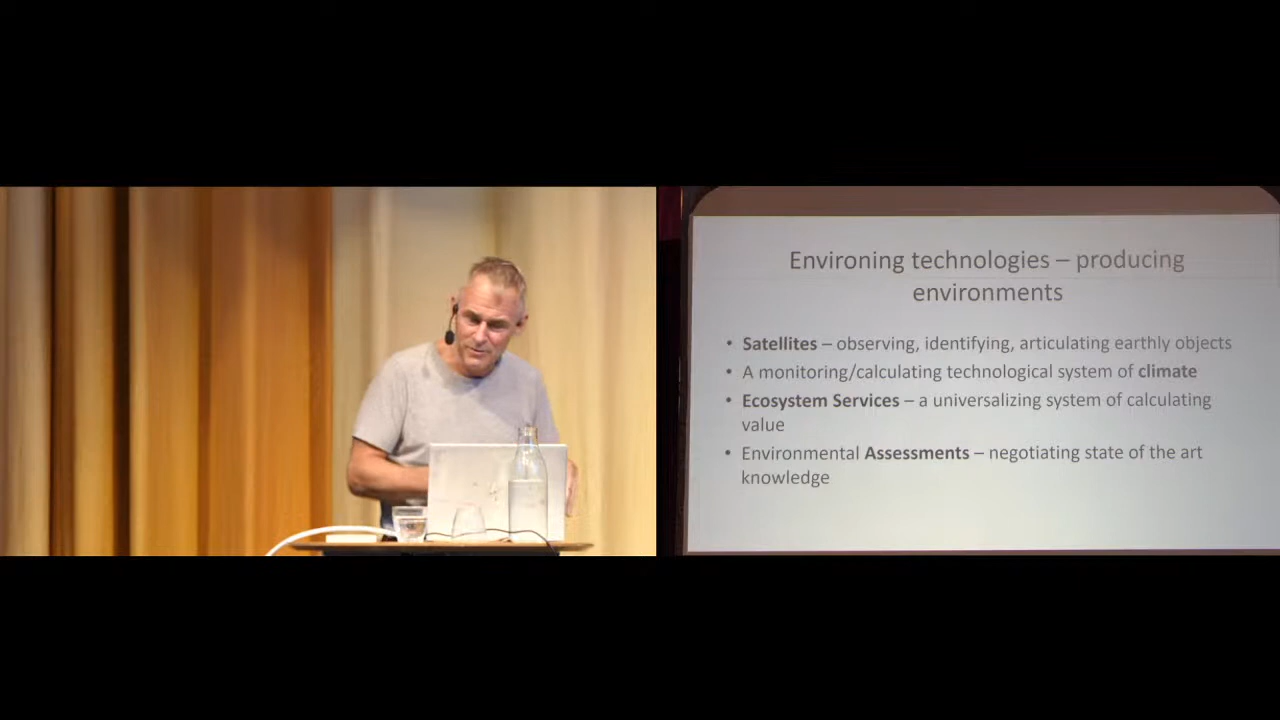 Environing technologies – producing
environments
• Satellites – observing, identifying, articulating earthly objects
• A monitoring/calculating technological system of climate
• Ecosystem Services – a universalizing system of calculating
value
• Environmental Assessments – negotiating state of the art
knowledge